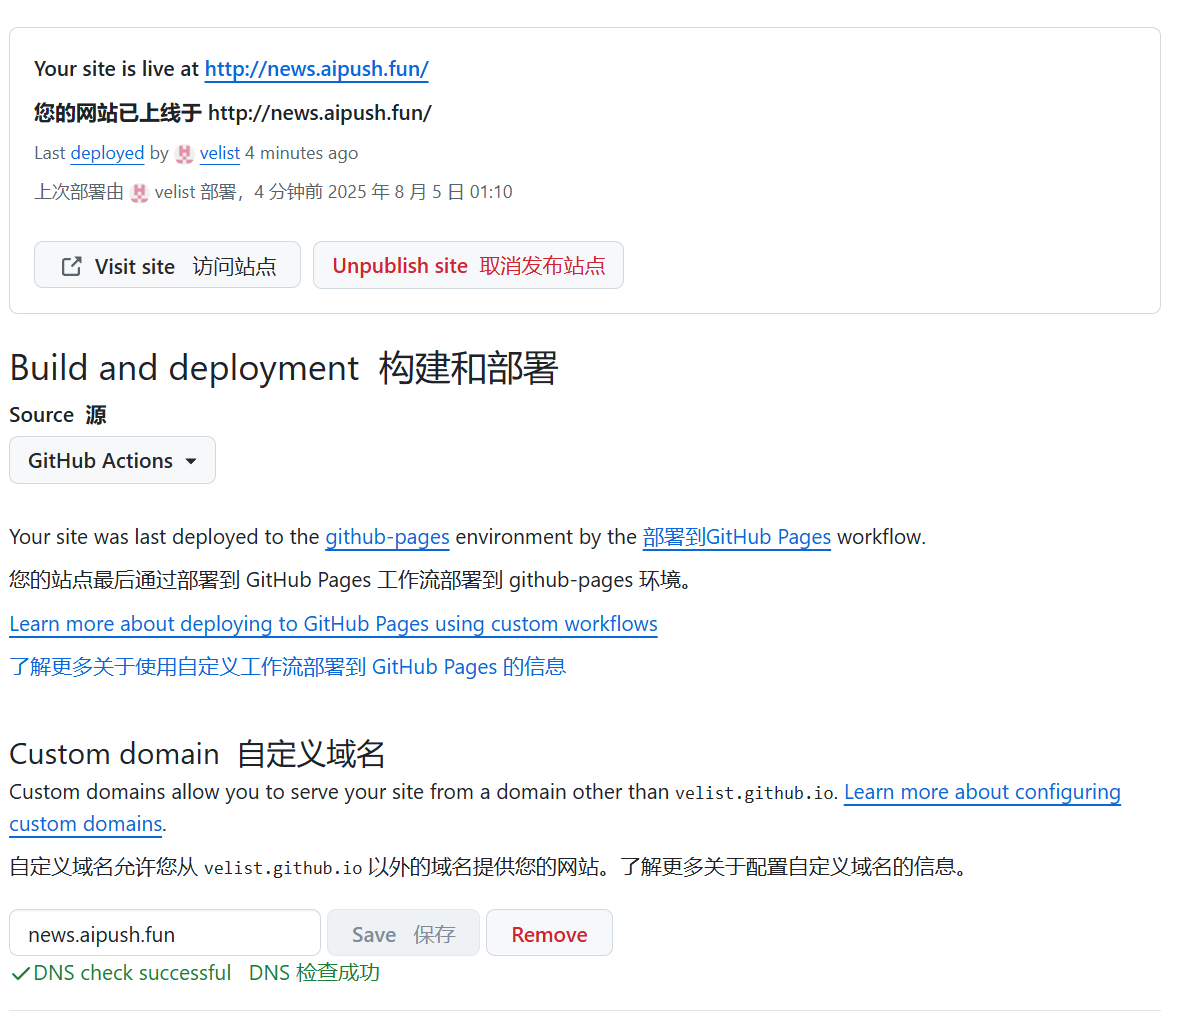 Your site is live at http://news.aipush.fun/
您的网站已上线于 http://news.aipush.fun/
Last deployed by velist 4 minutes ago
上次部署由 velist 部署，4 分钟前 2025 年 8 月 5 日 01:10
Visit site 访问站点 Unpublish site 取消发布站点
Build and deployment 构建和部署
Source 源
GitHub Actions
Your site was last deployed to the github-pages environment by the 部署到GitHub Pages workflow.
您的站点最后通过部署到 GitHub Pages 工作流部署到 github-pages 环境。
Learn more about deploying to GitHub Pages using custom workflows
了解更多关于使用自定义工作流部署到 GitHub Pages 的信息
Custom domain 自定义域名
Custom domains allow you to serve your site from a domain other than velist.github.io. Learn more about configuring
custom domains.
自定义域名允许您从 velist.github.io 以外的域名提供您的网站。了解更多关于配置自定义域名的信息。
news.aipush.fun Save 保存 Remove
DNS check successful DNS 检查成功